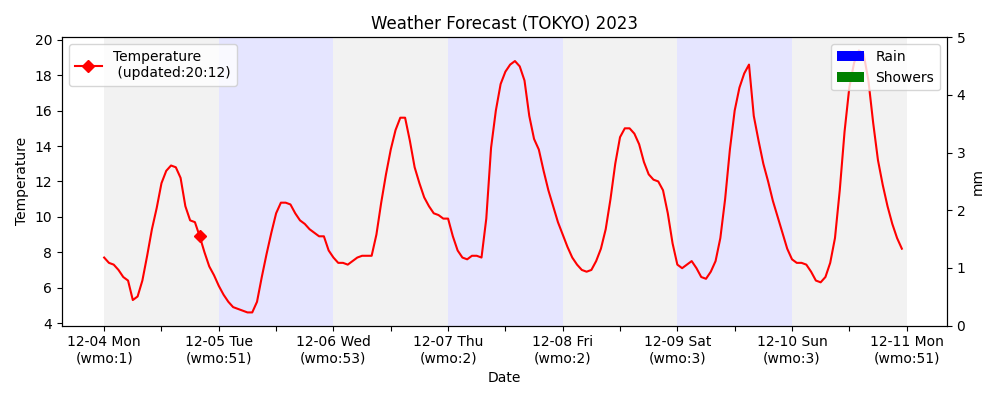 Weather Forecast (TOKYO) 2023
Temperature
(updated:20:12)
Rain
Showers
20
18
16
14
12
10
8
6
4
Temperature
5
4
3
2
1
0
mm
12-04 Mon
(wmo:1)
12-05 Tue
(wmo:51)
12-06 Wed
(wmo:53)
12-07 Thu
(wmo:2)
12-08 Fri
(wmo:2)
12-09 Sat
(wmo:3)
12-10 Sun
(wmo:3)
12-11 Mon
(wmo:51)
Date